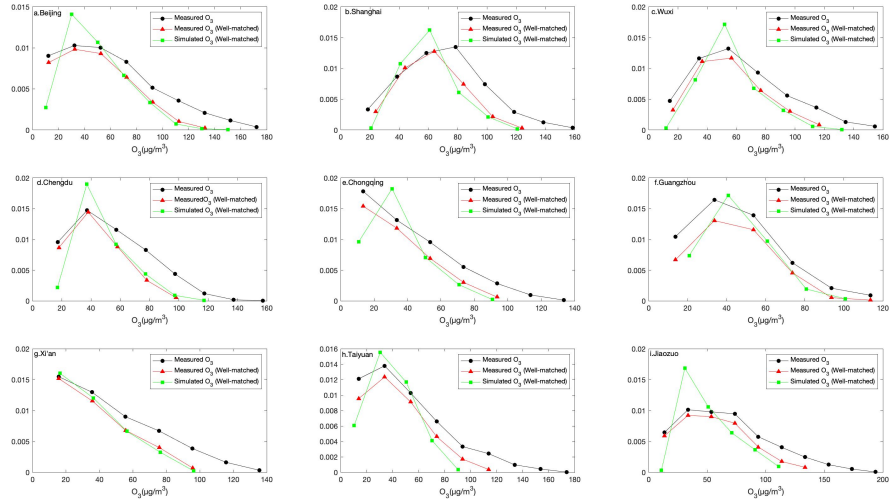 a.Beijing
0.015
0.01
0.005
0
Measured O3
Measured O3 (Well-matched)
Simulated O3 (Well-matched)
0 20 40 60 80 100 120 140 160 180
O3(μg/m3)
b.Shanghai
0.02
0.015
0.01
0.005
0
Measured O3
Measured O3 (Well-matched)
Simulated O3 (Well-matched)
0 20 40 60 80 100 120 140 160
O3(μg/m3)
c.Wuxi
0.02
0.015
0.01
0.005
0
Measured O3
Measured O3 (Well-matched)
Simulated O3 (Well-matched)
0 20 40 60 80 100 120 140 160
O3(μg/m3)
d.Chengdu
0.02
0.015
0.01
0.005
0
Measured O3
MeasuredO3 (Well-matched)
Simulated O3 (Well-matched)
0 20 40 60 80 100 120 140 160
O3(μg/m3)
e.Chongqing
0.02
0.015
0.01
0.005
0
Measured O3
Measured O3 (Well-matched)
Simulated O3 (Well-matched)
0 20 40 60 80 100 120 140
O3(μg/m3)
f.Guangzhou
0.02
0.015
0.01
0.005
0
Measured O3
Measured O3 (Well-matched)
Simulated O3 (Well-matched)
0 20 40 60 80 100 120
O3(μg/m3)
g.Xi'an
0.02
0.015
0.01
0.005
0
Measured O3
Measured O3 (Well-matched)
Simulated O3 (Well-matched)
0 20 40 60 80 100 120 140
O3(μg/m3)
h.Taiyuan
0.016
0.014
0.012
0.01
0.008
0.006
0.004
0.002
0
Measured O3
Measured O3 (Well-matched)
Simulated O3 (Well-matched)
0 20 40 60 80 100 120 140 160 180
O3(μg/m3)
i.Jiaozuo
0.02
0.015
0.01
0.005
0
Measured O3
Measured O3 (Well-matched)
Simulated O3 (Well-matched)
0 50 100 150 200
O3(μg/m3)